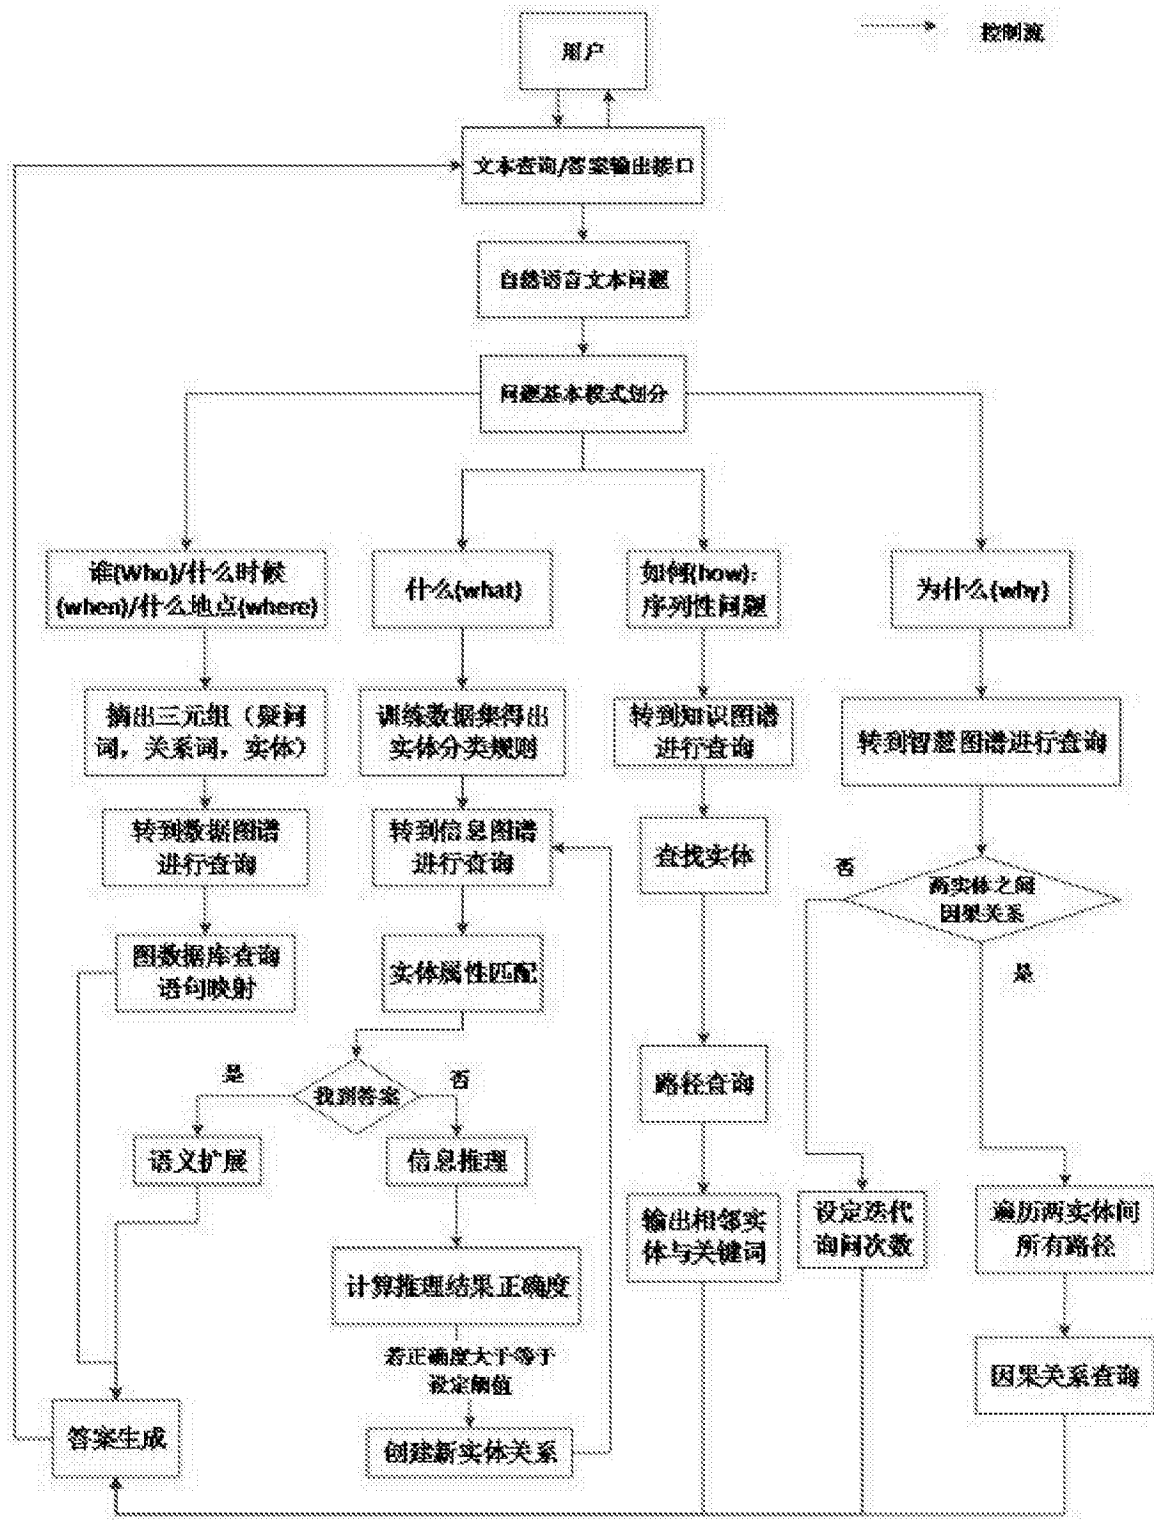 用户
控制流
文本查询/答案输出接口
自然语言文本问题
问题基本模式划分
谁(Who)/什么时候
(when)/什么地点(where)
什么(what)
如何(how)：
序列性问题
为什么(why)
摘出三元组（疑问
词，关系词，实体）
训练数据集得出
实体分类规则
转到知识图谱
进行查询
转到智慧图谱进行查询
转到数据图谱
进行查询
转到信息图谱
进行查询
查找实体
否
两实体之间
因果关系
是
图数据库查询
语句映射
实体属性匹配
是
找到答案
否
路径查询
语义扩展
信息推理
输出相邻实
体与关键词
设定迭代
询问次数
遍历两实体间
所有路径
计算推理结果正确度
若正确度大于等于
设定阈值
因果关系查询
答案生成
创建新实体关系